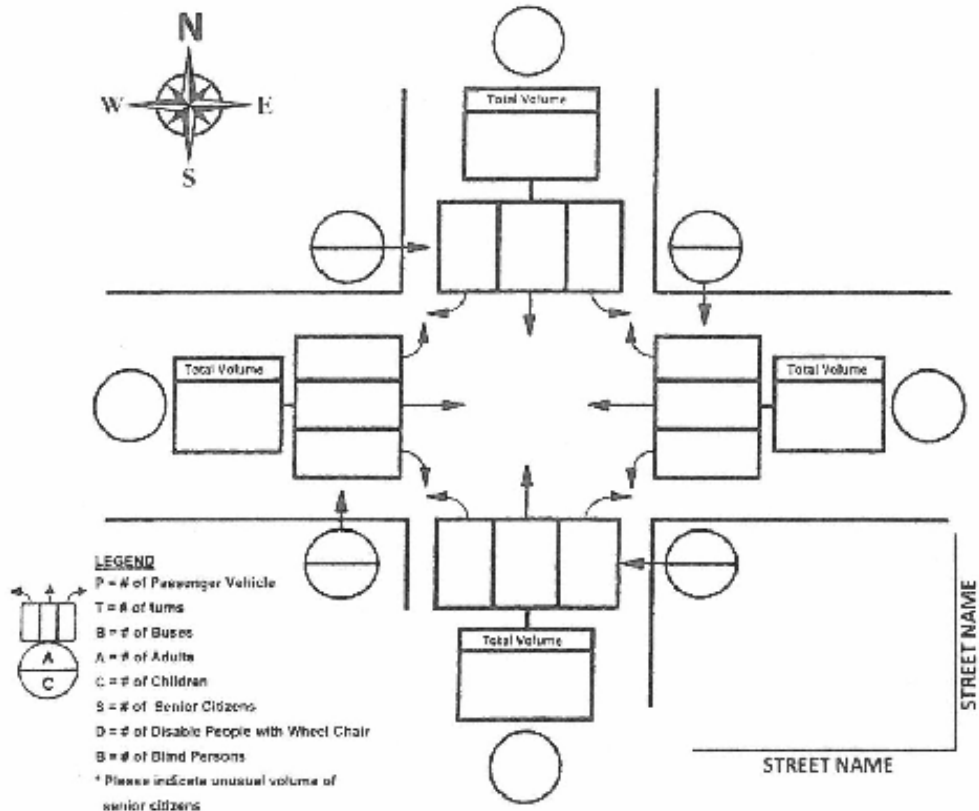 N
W
E
S
Total Volume
Total Volume
Total Volume
LEGEND
P = # of Passenger Vehicle
T = # of turns
B = # of Buses
A = # of Adults
C = # of Children
S = # of Senior Citizens
D = # of Disable People with Wheel Chair
B = # of Blind Persons
* Please indicate unusual volume of
senior citizens
A
C
Total Volume
STREET NAME
STREET NAME